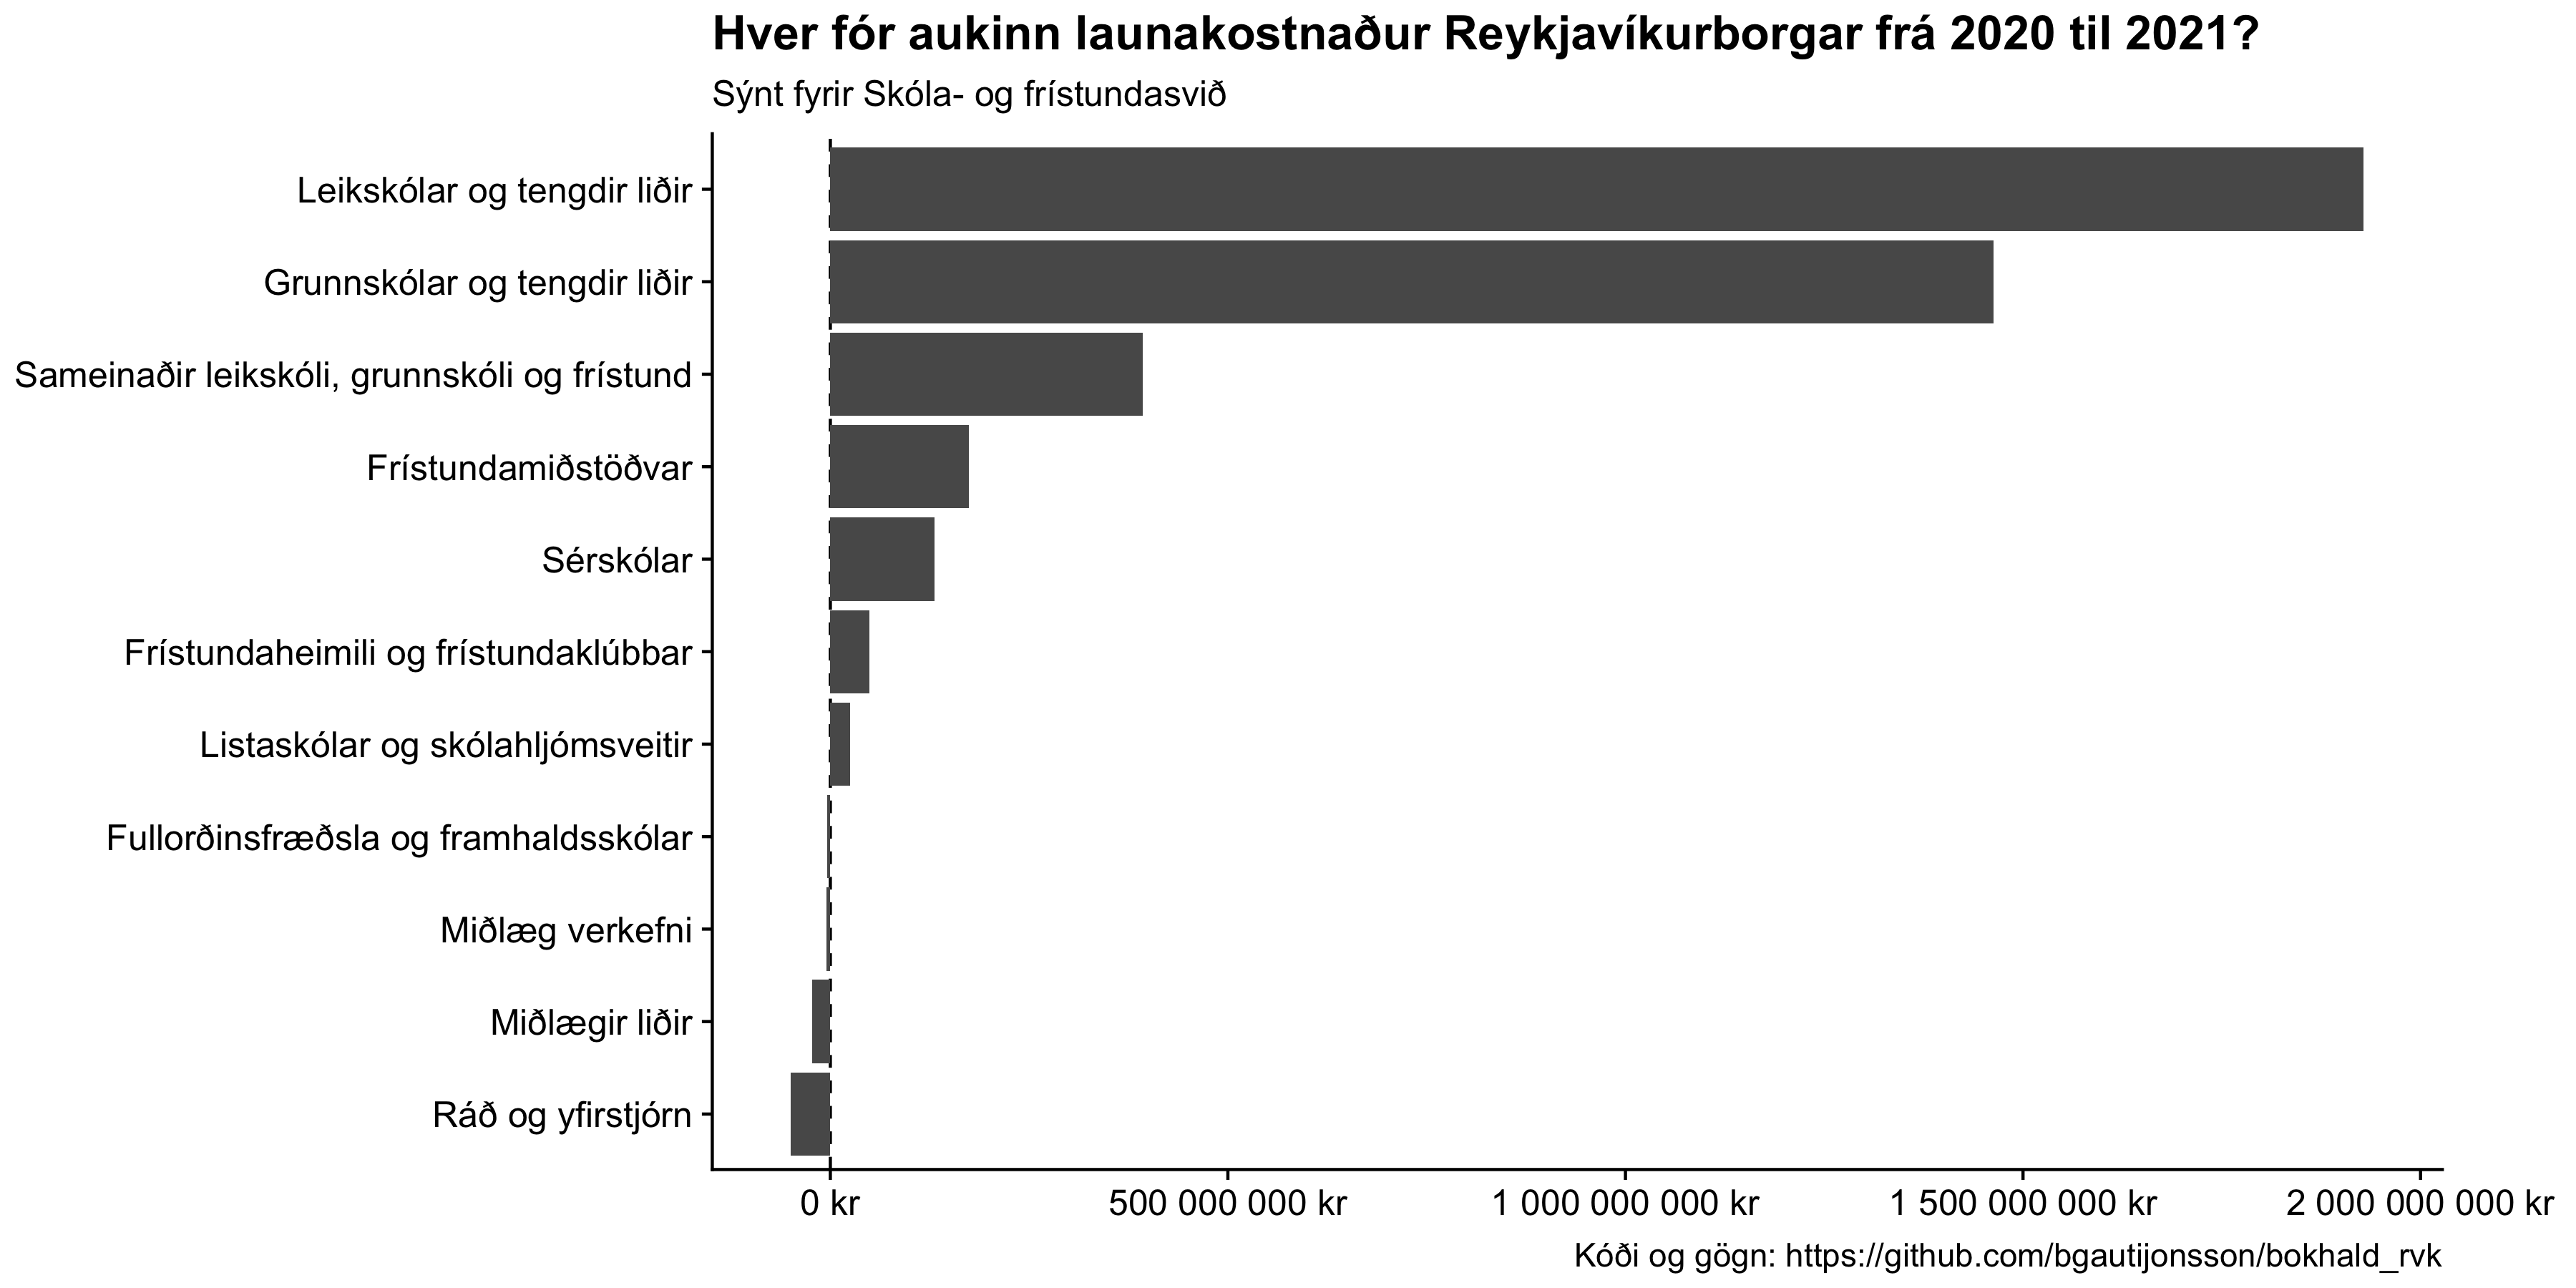 Hver fór aukinn launakostnaður Reykjavíkurborgar frá 2020 til 2021?
Sýnt fyrir Skóla- og frístundasvið
Leikskólar og tengdir liðir
Grunnskólar og tengdir liðir
Sameinaðir leikskóli, grunnskóli og frístund
Frístundamiðstöðvar
Sérskólar
Frístundaheimili og frístundaklúbbar
Listaskólar og skólahljómsveitir
Fullorðinsfræðsla og framhaldsskólar
Miðlæg verkefni
Miðlægir liðir
Ráð og yfirstjórn
0 kr 500 000 000 kr 1 000 000 000 kr 1 500 000 000 kr 2 000 000 000 kr
Kóði og gögn: https://github.com/bgautijonsson/bokhald_rvk